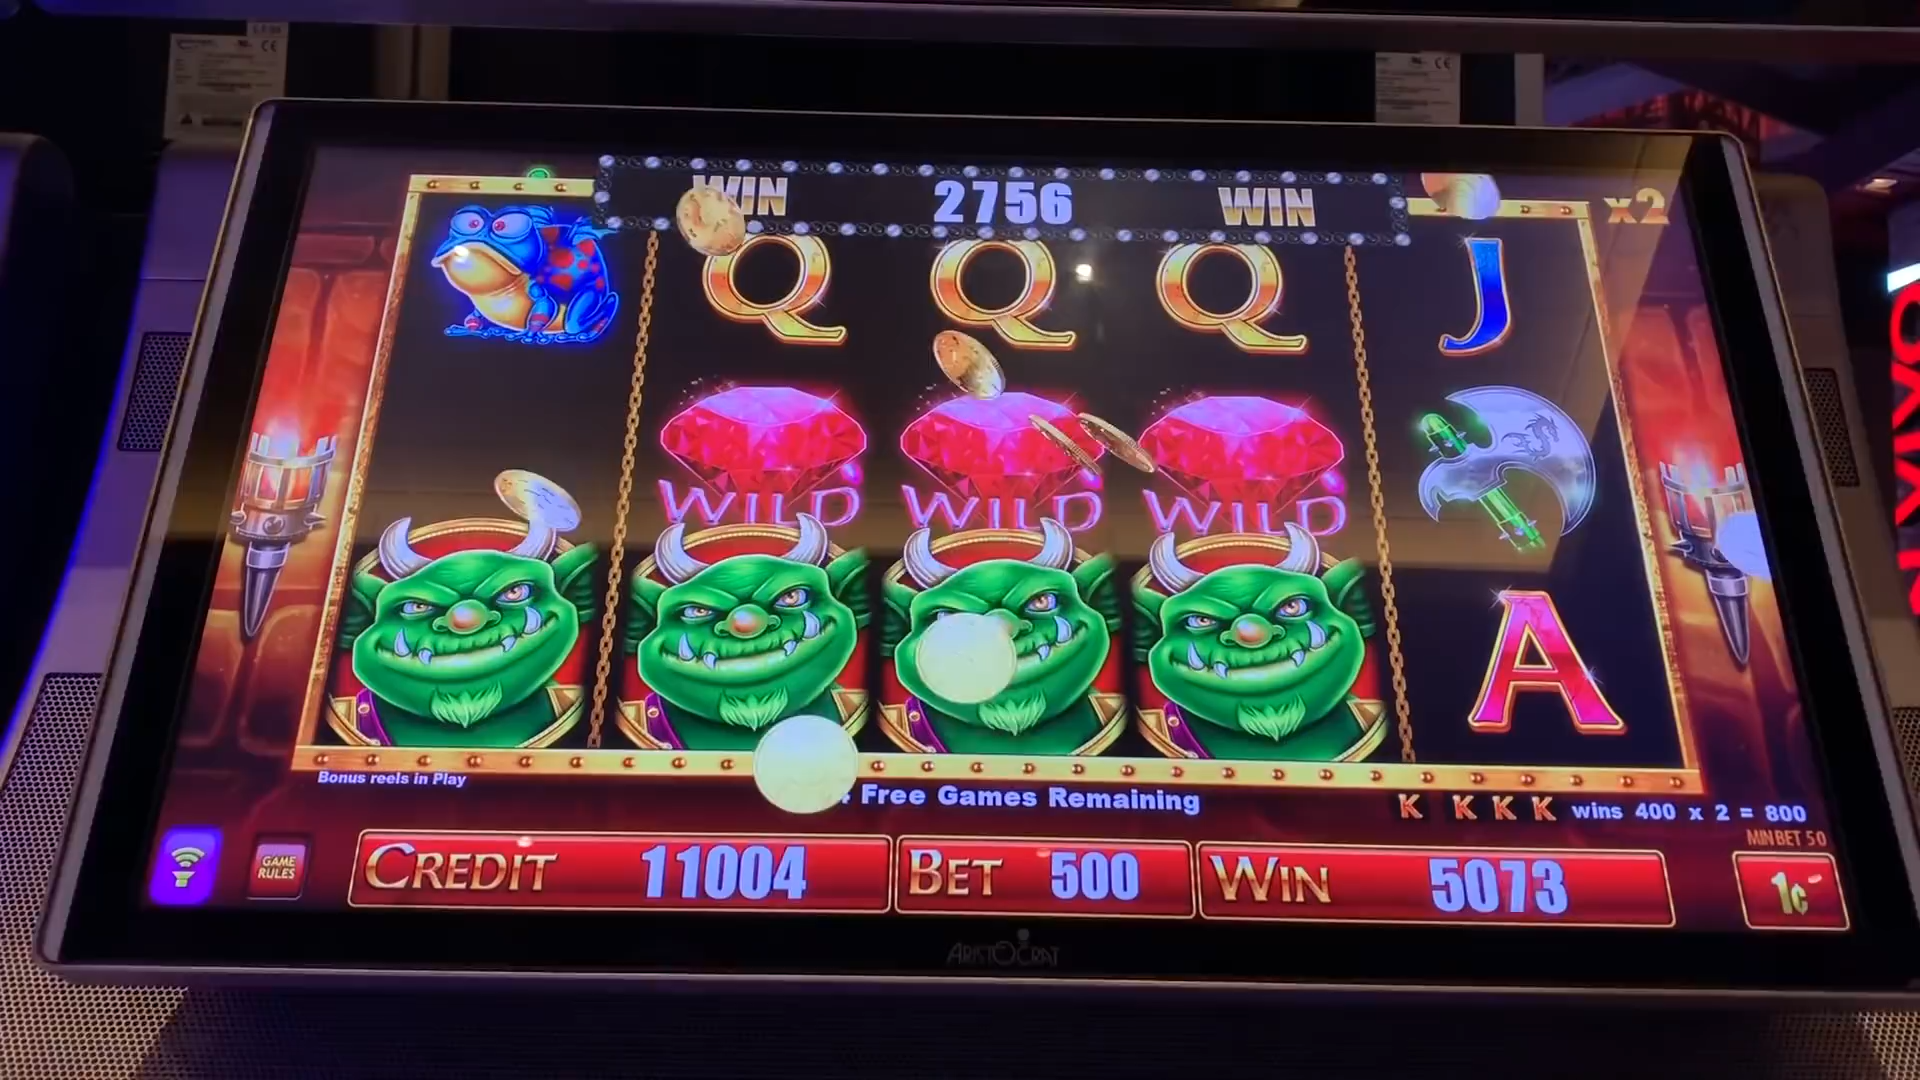 WIN 2756 WIN
x2
Q Q Q J
WILD WILD WILD
A
Bonus reels in Play
Free Games Remaining
K K K K wins 400 x 2 = 800
MIN BET 50
GAME RULES
CREDIT 11004
BET 500
WIN 5073
1¢
ARISTOCRAT